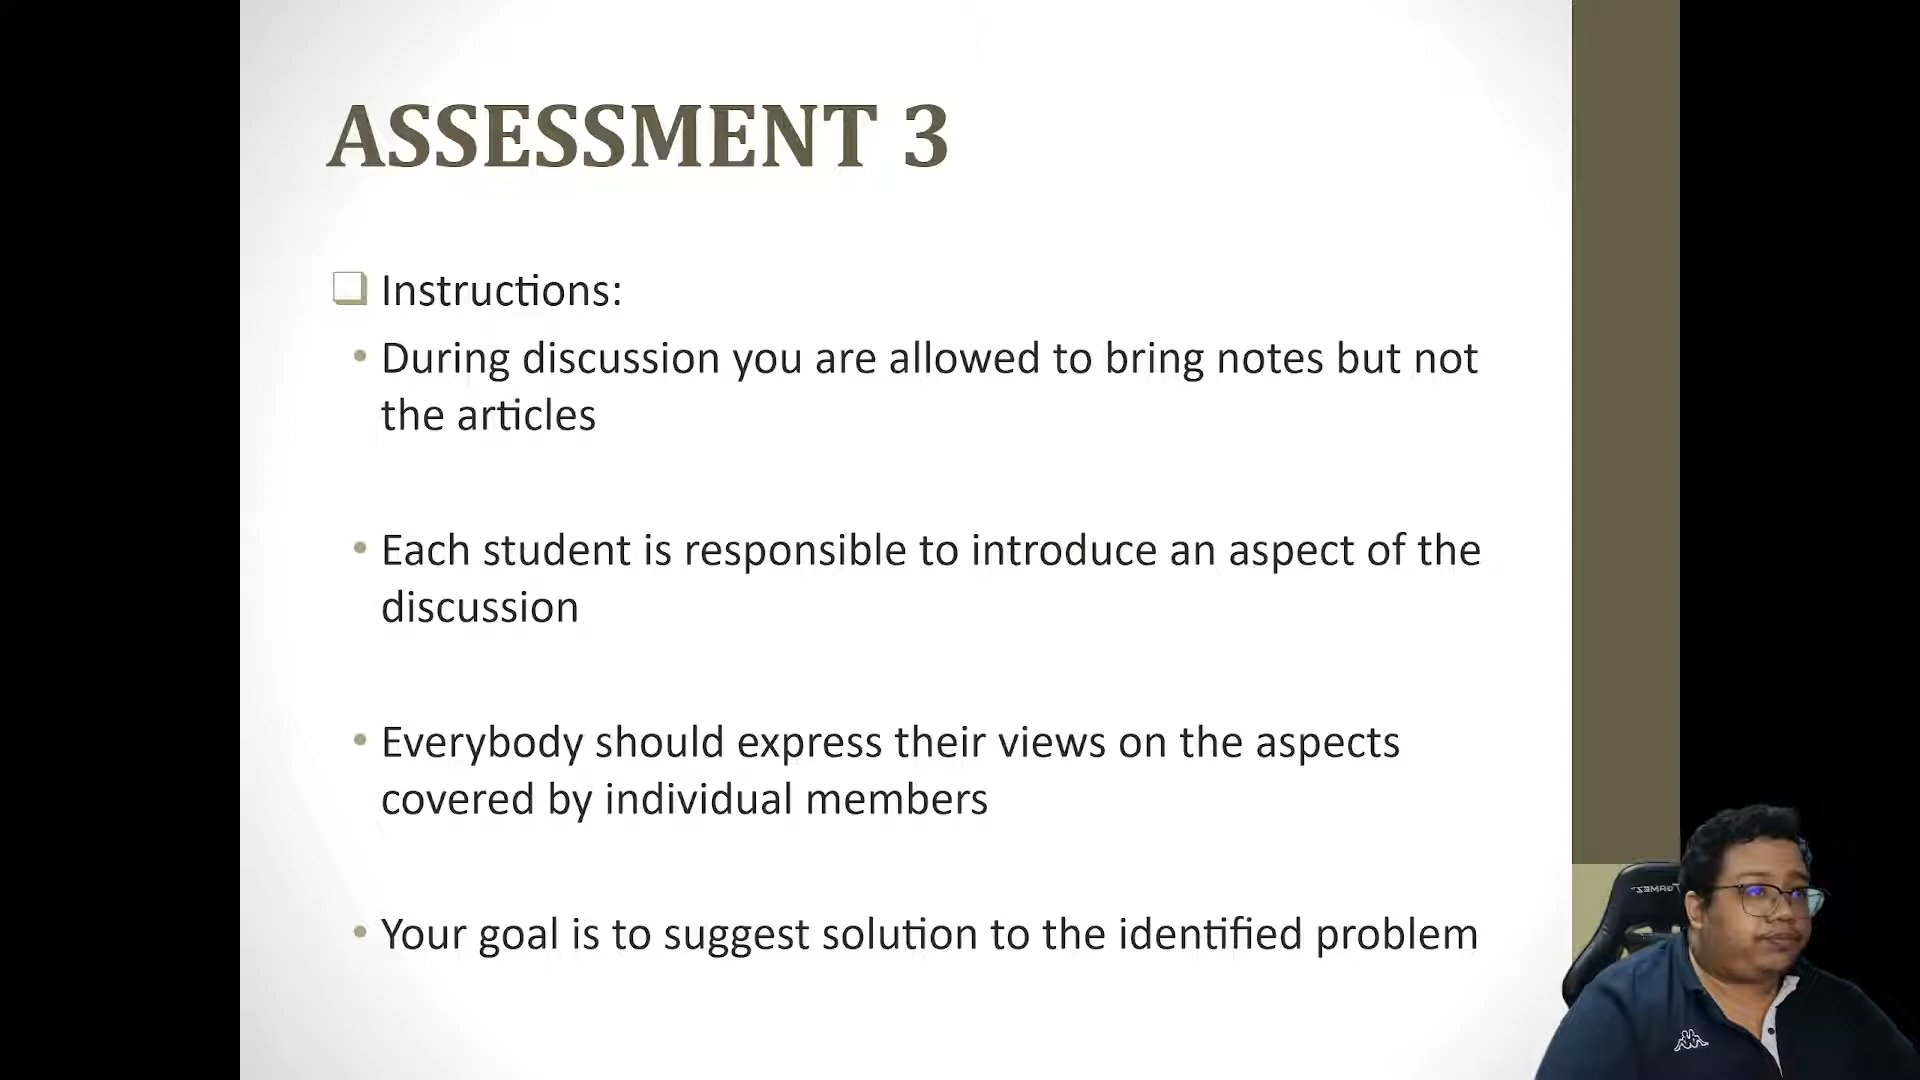 ASSESSMENT 3
Instructions:
• During discussion you are allowed to bring notes but not
the articles
• Each student is responsible to introduce an aspect of the
discussion
• Everybody should express their views on the aspects
covered by individual members
• Your goal is to suggest solution to the identified problem